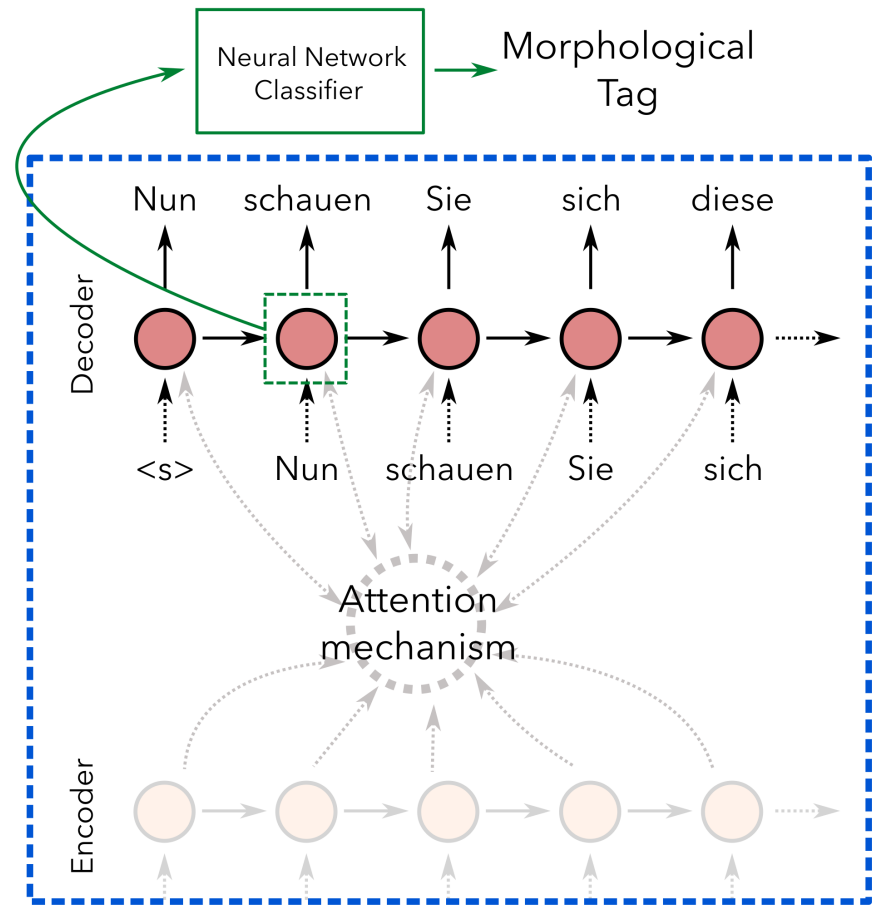 Neural Network
Classifier
Morphological
Tag
Nun schauen Sie sich diese
Decoder
<s> Nun schauen Sie sich
Attention
mechanism
Encoder